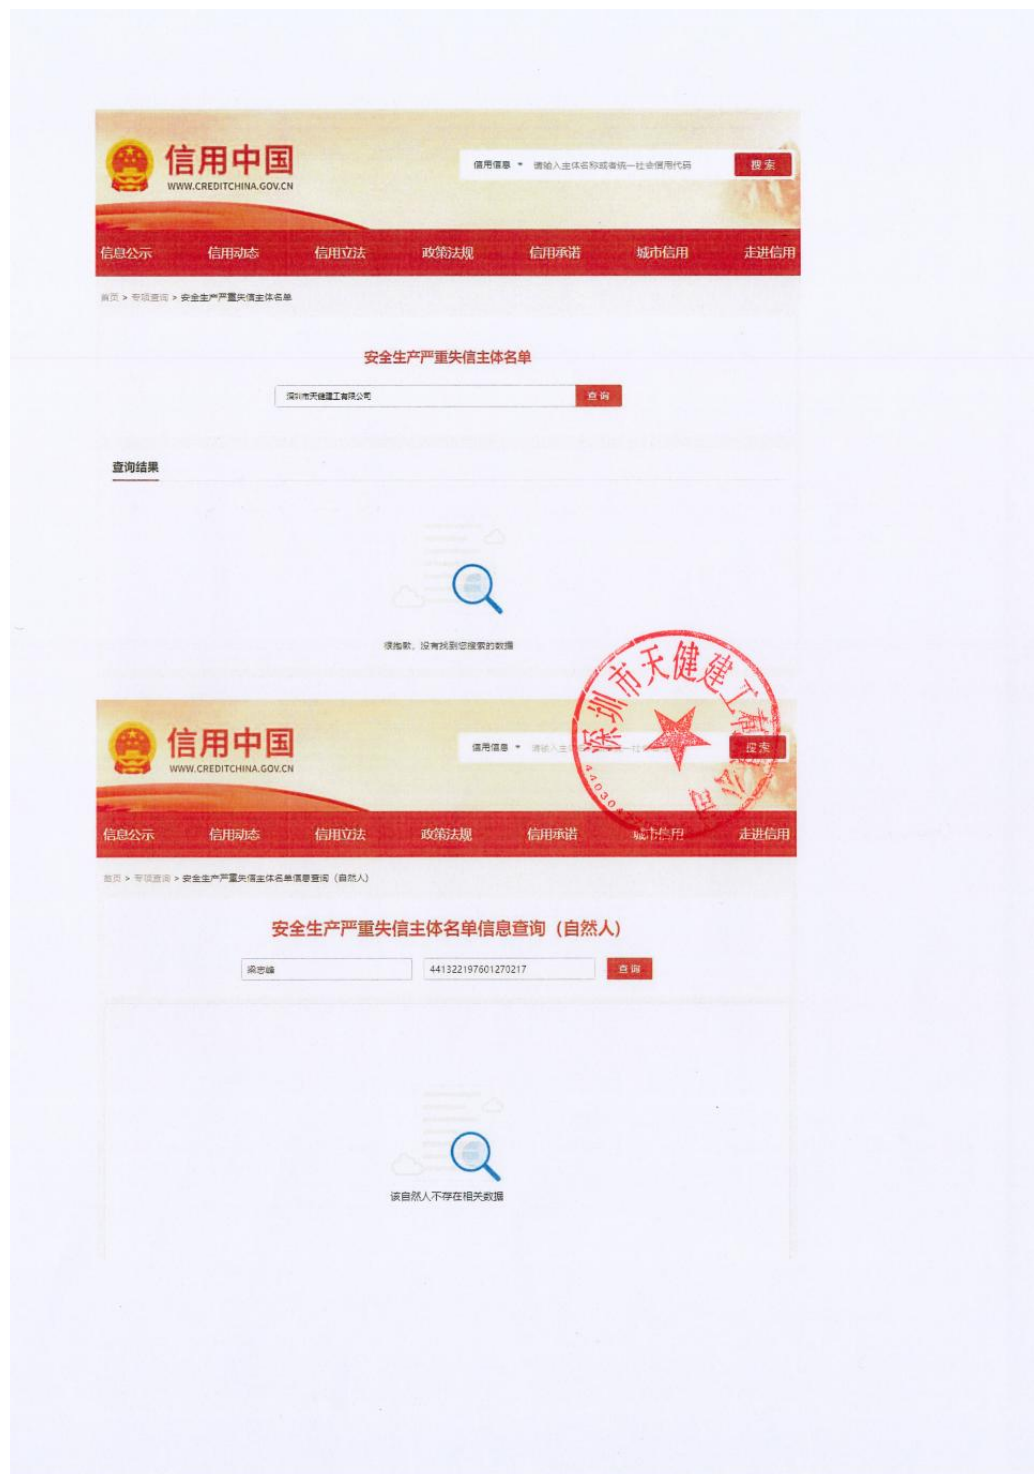 信用中国
WWW.CREDITCHINA.GOV.CN
信用信息 请输入主体名称或者统一社会信用代码 搜索
信息公示 信用动态 信用立法 政策法规 信用承诺 城市信用 走进信用
首页 > 专项查询 > 安全生产严重失信主体名单
安全生产严重失信主体名单
深圳市天健建工有限公司 查询
查询结果
很抱歉，没有找到您搜索的数据
深圳市天健建工有限公司
信用中国
WWW.CREDITCHINA.GOV.CN
信用信息 请输入主 搜索
信息公示 信用动态 信用立法 政策法规 信用承诺 城市信用 走进信用
首页 > 专项查询 > 安全生产严重失信主体名单信息查询（自然人）
安全生产严重失信主体名单信息查询（自然人）
梁志峰 441322197601270217 查询
该自然人不存在相关数据